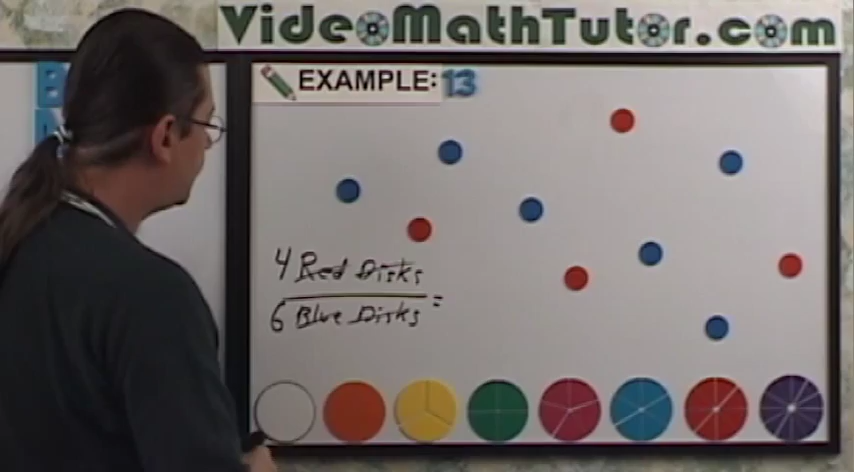 VideoMathTutor.com
EXAMPLE: 13
4 Red Disks
6 Blue Disks =